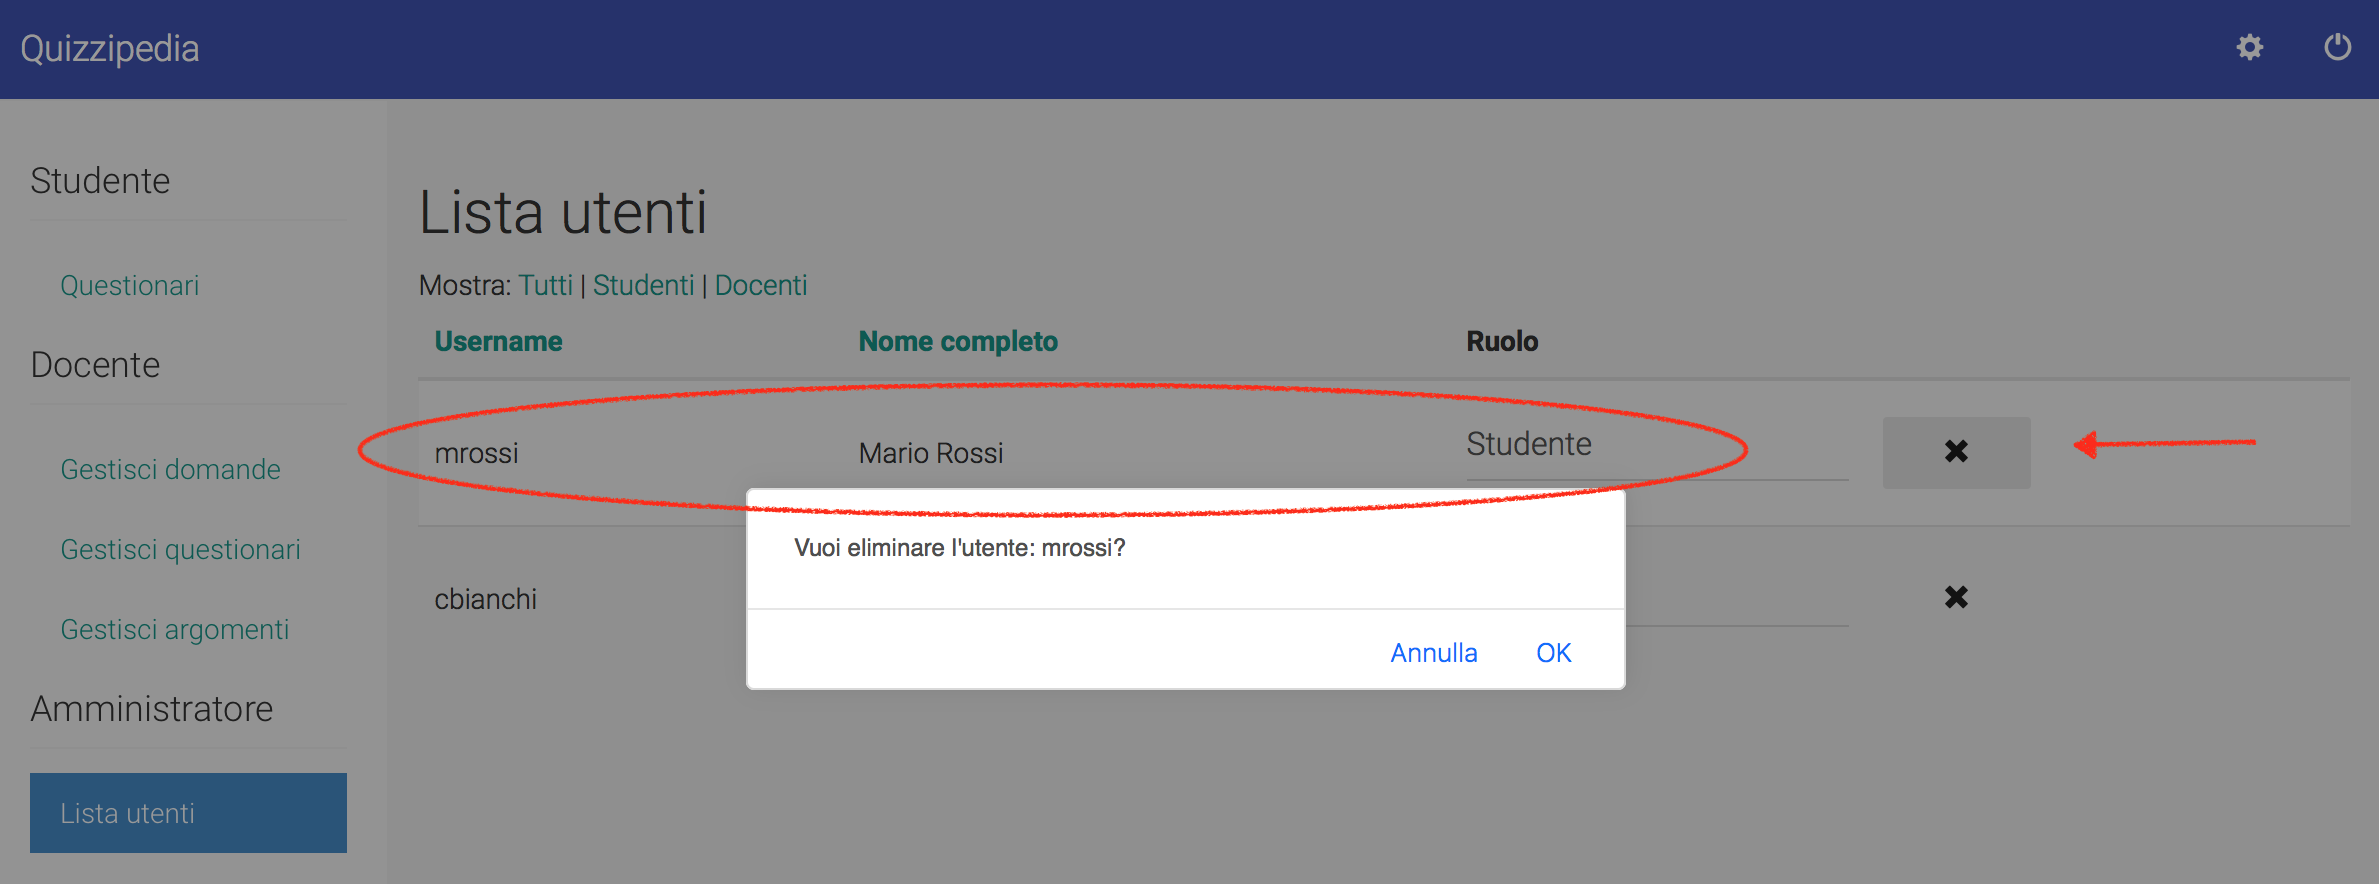 Quizzipedia
Studente
Questionari
Docente
Gestisci domande
Gestisci questionari
Gestisci argomenti
Amministratore
Lista utenti
Lista utenti
Mostra: Tutti | Studenti | Docenti
Username Nome completo Ruolo
mrossi Mario Rossi Studente
cbianchi
Vuoi eliminare l'utente: mrossi?
Annulla OK